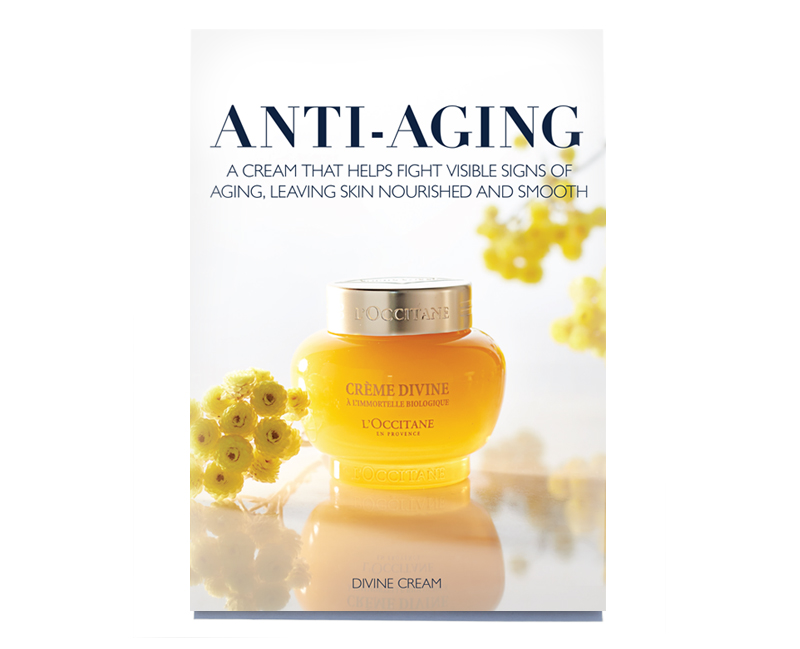 ANTI-AGING
A CREAM THAT HELPS FIGHT VISIBLE SIGNS OF
AGING, LEAVING SKIN NOURISHED AND SMOOTH
L'OCCITANE
CRÈME DIVINE
À L'IMMORTELLE BIOLOGIQUE
L'OCCITANE
EN PROVENCE
L'OCCITANE
DIVINE CREAM